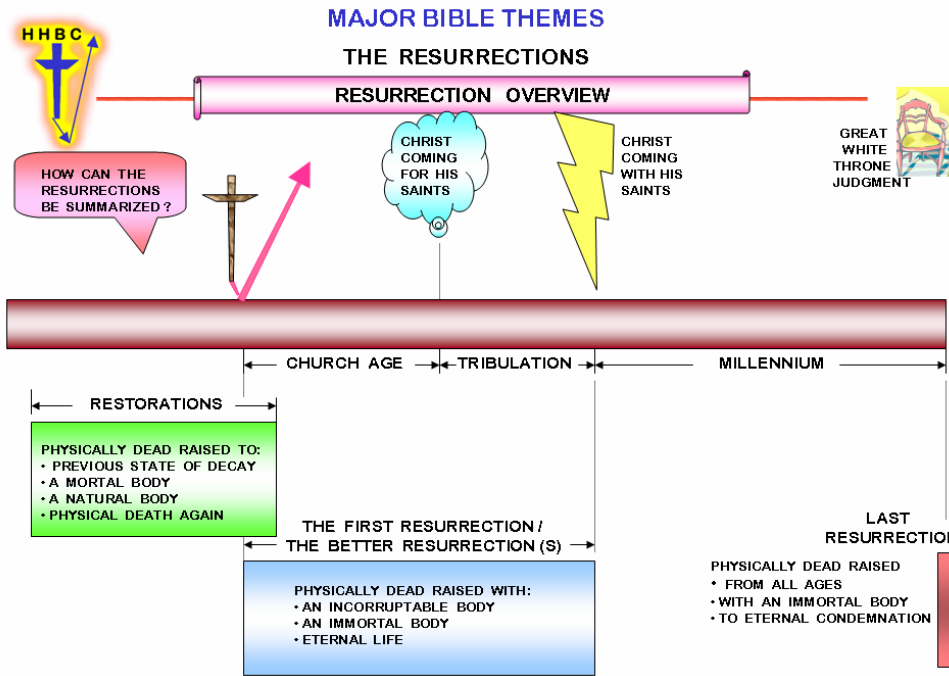 MAJOR BIBLE THEMES
HHBC
THE RESURRECTIONS
RESURRECTION OVERVIEW
HOW CAN THE
RESURRECTIONS
BE SUMMARIZED ?
CHRIST
COMING
FOR HIS
SAINTS
CHRIST
COMING
WITH HIS
SAINTS
GREAT
WHITE
THRONE
JUDGMENT
CHURCH AGE
TRIBULATION
MILLENNIUM
RESTORATIONS
PHYSICALLY DEAD RAISED TO:
• PREVIOUS STATE OF DECAY
• A MORTAL BODY
• A NATURAL BODY
• PHYSICAL DEATH AGAIN
THE FIRST RESURRECTION /
THE BETTER RESURRECTION (S)
PHYSICALLY DEAD RAISED WITH:
• AN INCORRUPTABLE BODY
• AN IMMORTAL BODY
• ETERNAL LIFE
LAST
RESURRECTION
PHYSICALLY DEAD RAISED
• FROM ALL AGES
• WITH AN IMMORTAL BODY
• TO ETERNAL CONDEMNATION